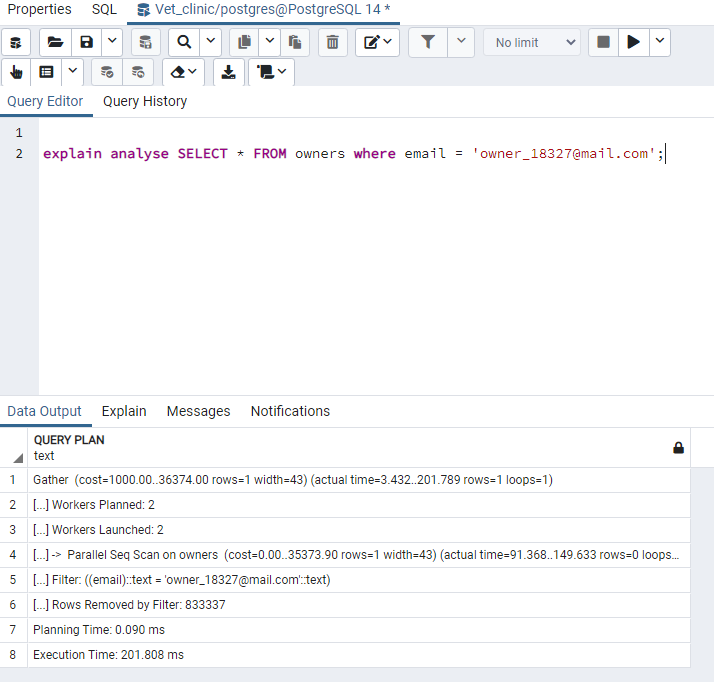 Properties SQL Vet_clinic/postgres@PostgreSQL 14 *
No limit
Query Editor Query History
1
2 explain analyse SELECT * FROM owners where email = 'owner_18327@mail.com';
Data Output Explain Messages Notifications
QUERY PLAN
text
1 Gather (cost=1000.00..36374.00 rows=1 width=43) (actual time=3.432..201.789 rows=1 loops=1)
2 [...] Workers Planned: 2
3 [...] Workers Launched: 2
4 [...] -> Parallel Seq Scan on owners (cost=0.00..35373.90 rows=1 width=43) (actual time=91.368..149.633 rows=0 loops...
5 [...] Filter: ((email)::text = 'owner_18327@mail.com'::text)
6 [...] Rows Removed by Filter: 833337
7 Planning Time: 0.090 ms
8 Execution Time: 201.808 ms